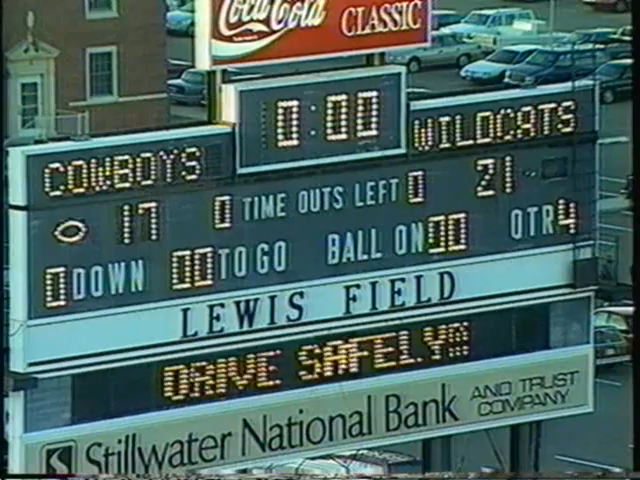 Coca-Cola CLASSIC
0:00
COWBOYS WILDCATS
17 0 TIME OUTS LEFT 0 21
0 DOWN 00 TO GO BALL ON 00 QTR 4
LEWIS FIELD
DRIVE SAFELY!!!
Stillwater National Bank AND TRUST COMPANY